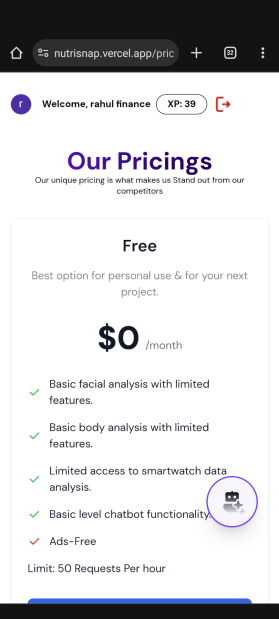 nutrisnap.vercel.app/pric
32
r
Welcome, rahul finance
XP: 39
Our Pricings
Our unique pricing is what makes us Stand out from our
competitors
Free
Best option for personal use & for your next
project.
$0 /month
Basic facial analysis with limited
features.
Basic body analysis with limited
features.
Limited access to smartwatch data
analysis.
Basic level chatbot functionality.
Ads-Free
Limit: 50 Requests Per hour